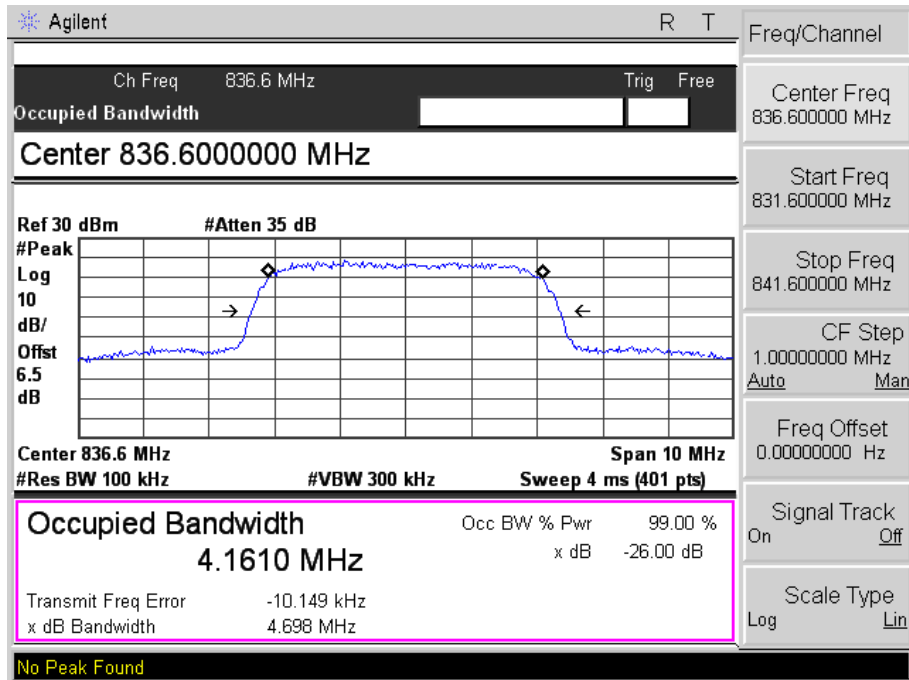 Agilent R T
Ch Freq 836.6 MHz Trig Free
Occupied Bandwidth
Center 836.6000000 MHz
Ref 30 dBm #Atten 35 dB
#Peak
Log
10
dB/
Offst
6.5
dB
Center 836.6 MHz Span 10 MHz
#Res BW 100 kHz #VBW 300 kHz Sweep 4 ms (401 pts)
Occupied Bandwidth
4.1610 MHz
Occ BW % Pwr 99.00 %
x dB -26.00 dB
Transmit Freq Error -10.149 kHz
x dB Bandwidth 4.698 MHz
No Peak Found
Freq/Channel
Center Freq
836.600000 MHz
Start Freq
831.600000 MHz
Stop Freq
841.600000 MHz
CF Step
1.00000000 MHz
Auto Man
Freq Offset
0.00000000 Hz
Signal Track
On Off
Scale Type
Log Lin